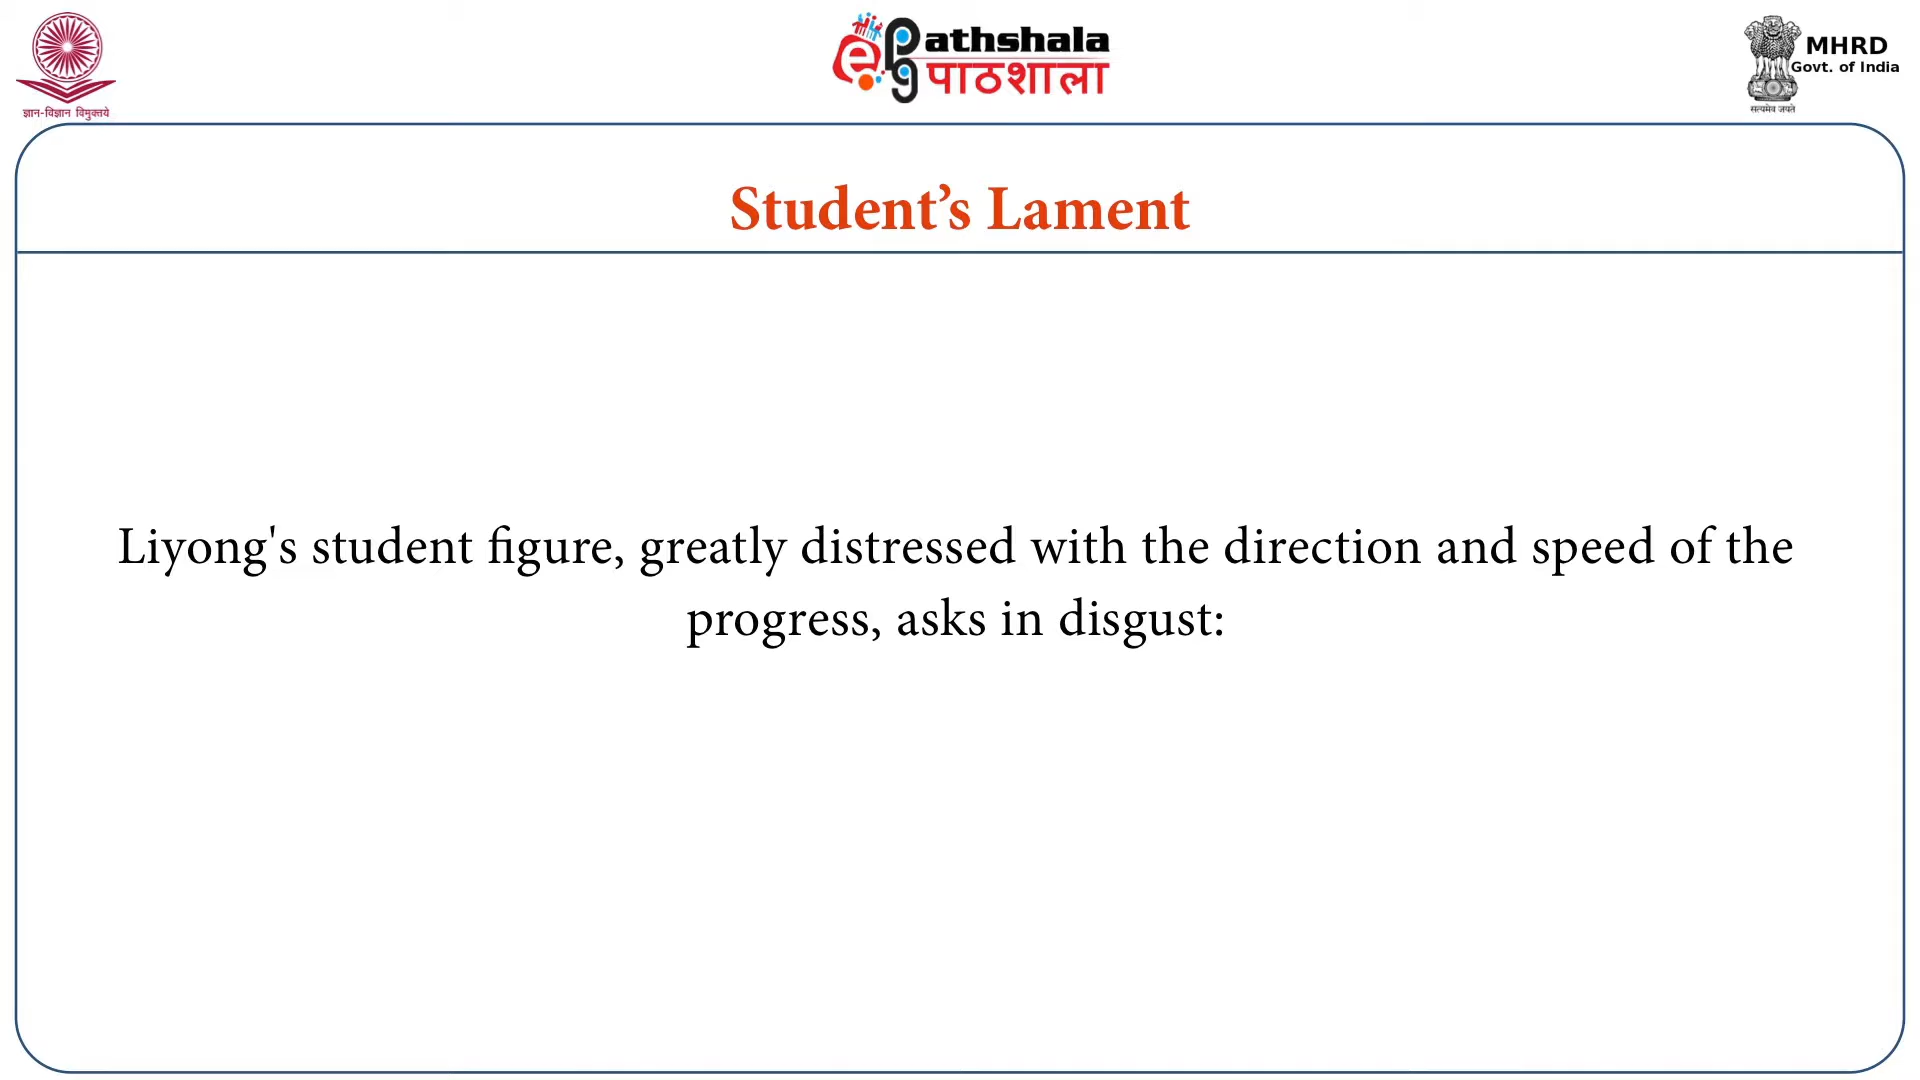 ज्ञान-विज्ञान विमुक्तये
ePathshala
पाठशाला
MHRD
Govt. of India
सत्यमेव जयते
Student’s Lament
Liyong's student figure, greatly distressed with the direction and speed of the
progress, asks in disgust: